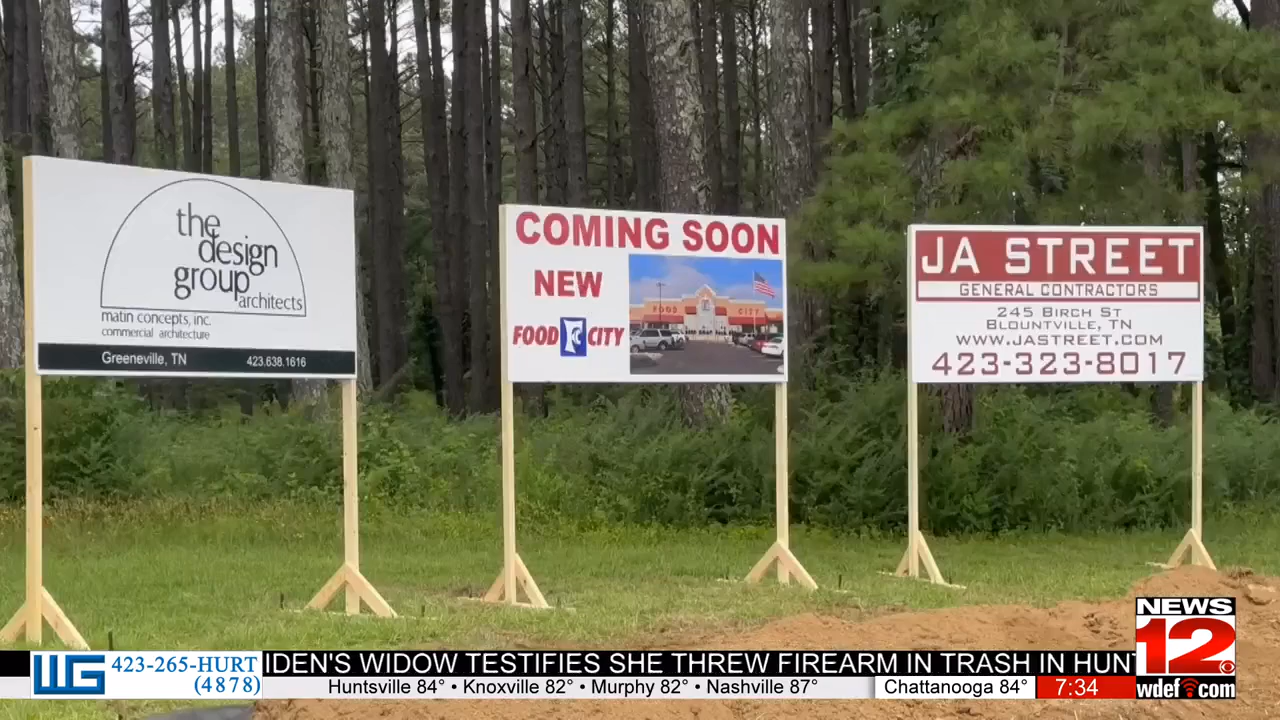 the
design
group
architects
matin concepts, inc.
commercial architecture
Greeneville, TN 423.638.1616
COMING SOON
NEW
FOOD CITY
FOOD CITY
JA STREET
GENERAL CONTRACTORS
245 BIRCH ST
BLOUNTVILLE, TN
WWW.JASTREET.COM
423-323-8017
NEWS
12
wdef.com
WG 423-265-HURT
(4878)
IDEN'S WIDOW TESTIFIES SHE THREW FIREARM IN TRASH IN HUNT
Huntsville 84° • Knoxville 82° • Murphy 82° • Nashville 87° Chattanooga 84° 7:34